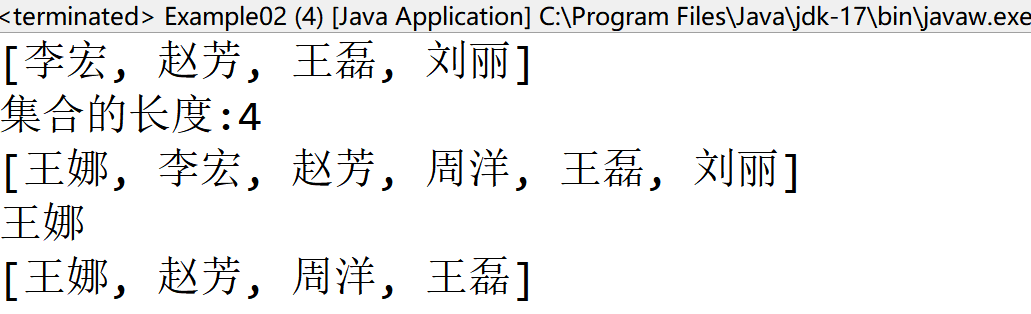 <terminated> Example02 (4) [Java Application] C:\Program Files\Java\jdk-17\bin\javaw.exe
[李宏, 赵芳, 王磊, 刘丽]
集合的长度:4
[王娜, 李宏, 赵芳, 周洋, 王磊, 刘丽]
王娜
[王娜, 赵芳, 周洋, 王磊]